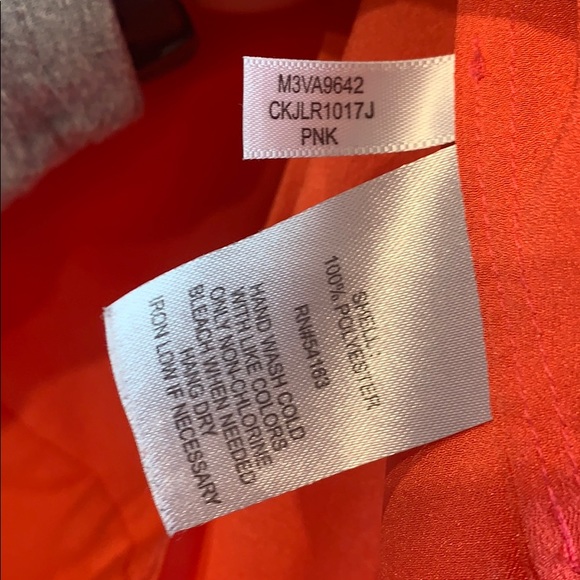 M3VA9642
CKJLR1017J
PNK
SHELL:
100% POLYESTER
RN#54163
HAND WASH COLD
WITH LIKE COLORS
ONLY NON-CHLORINE
BLEACH WHEN NEEDED
HANG DRY
IRON LOW IF NECESSARY